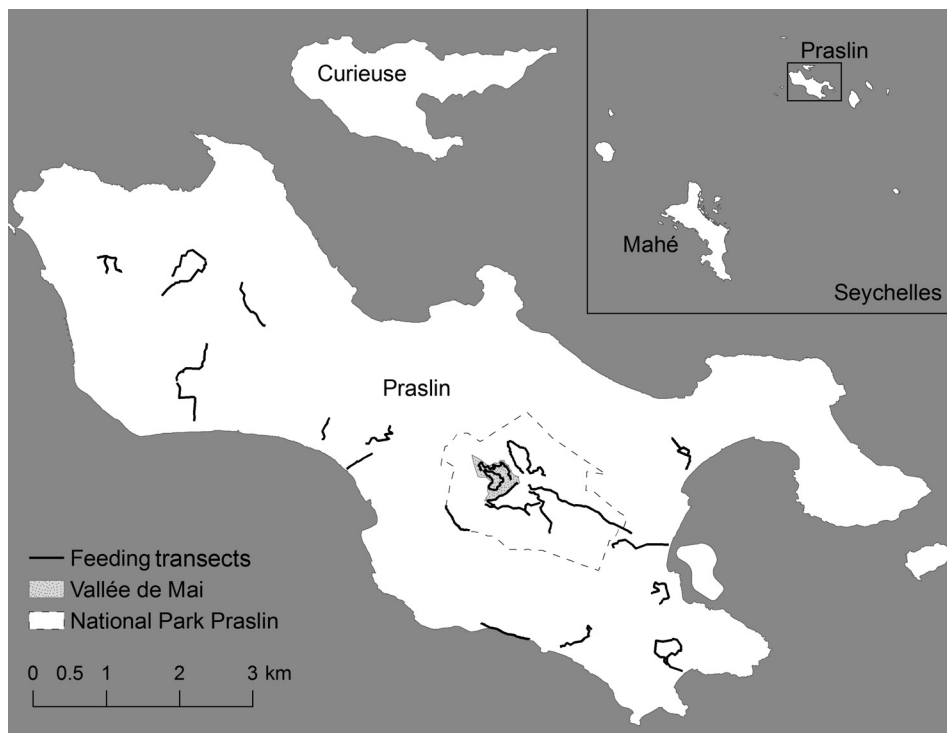 Curieuse
Praslin
Mahé
Seychelles
Praslin
Feeding transects
Vallée de Mai
National Park Praslin
0 0.5 1 2 3 km